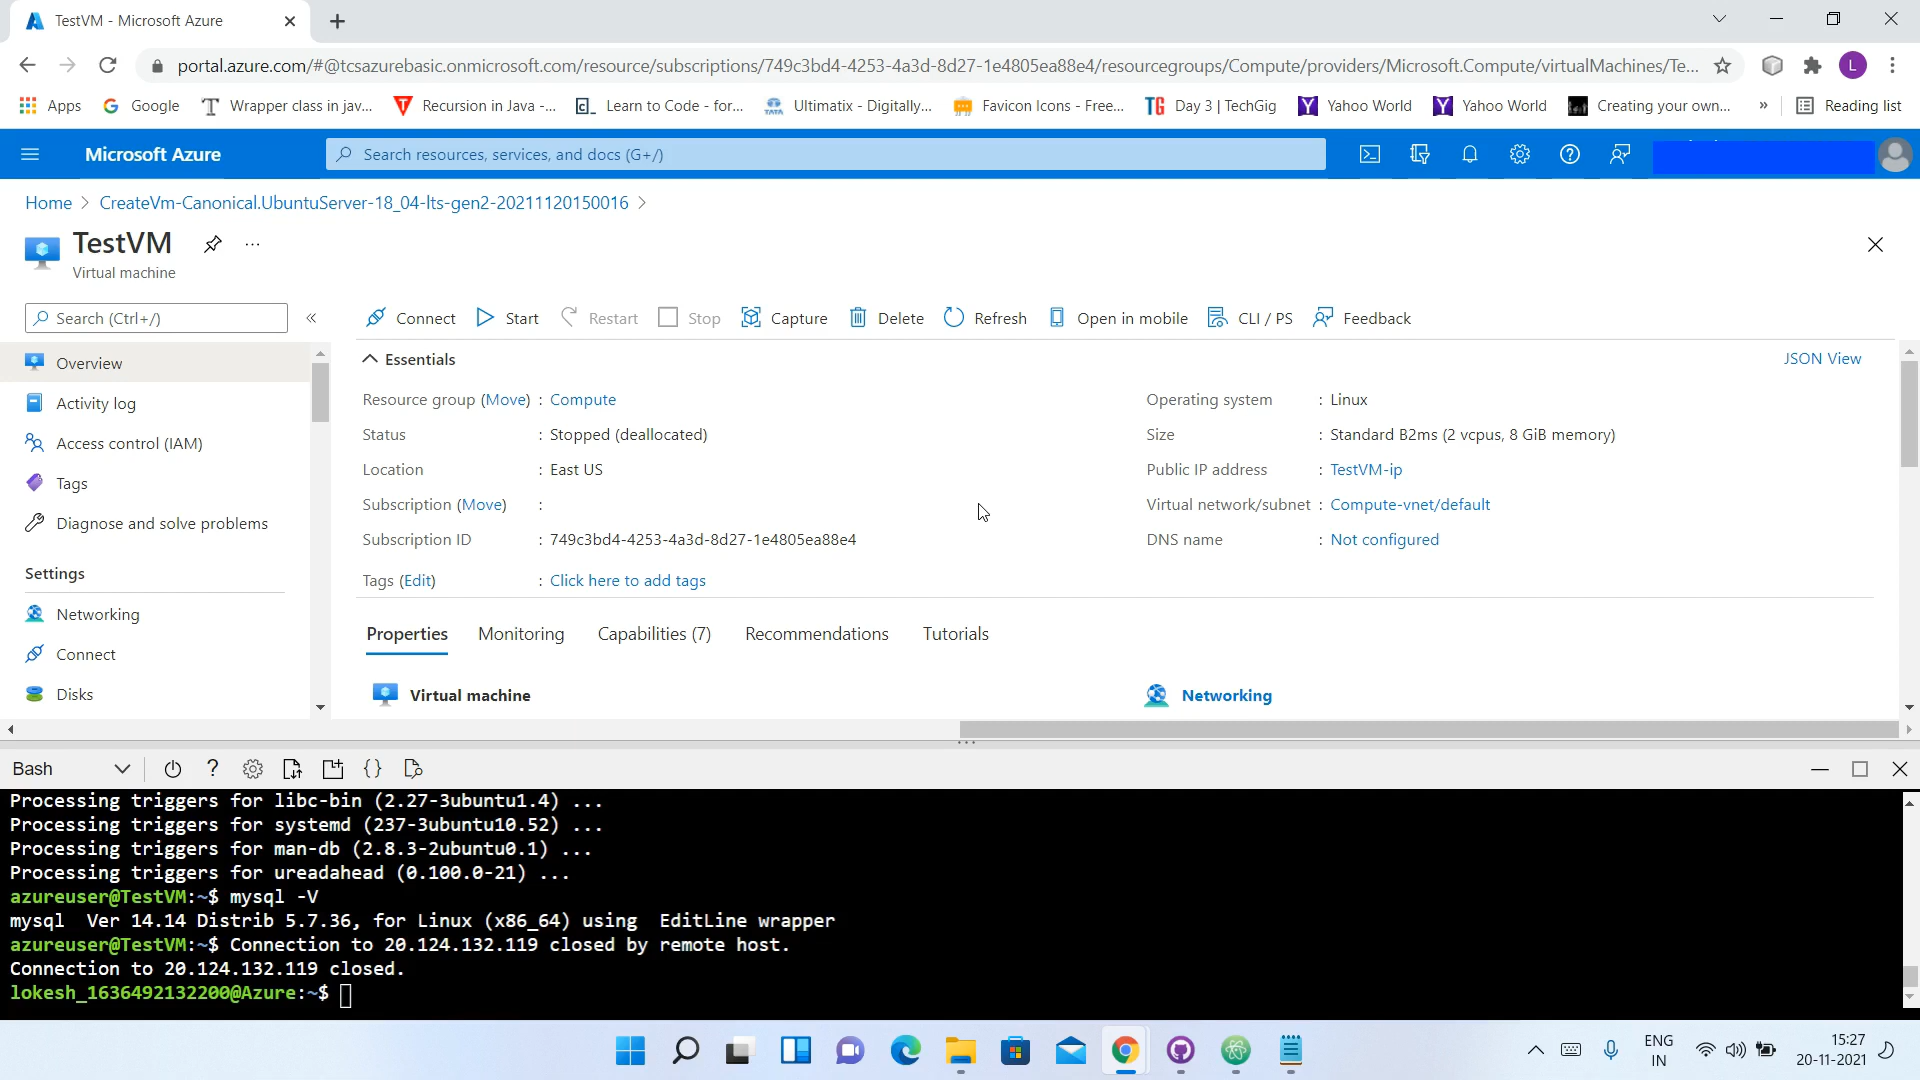 TestVM - Microsoft Azure
portal.azure.com/#@tcsazurebasic.onmicrosoft.com/resource/subscriptions/749c3bd4-4253-4a3d-8d27-1e4805ea88e4/resourcegroups/Compute/providers/Microsoft.Compute/virtualMachines/Te...
L
Apps Google Wrapper class in jav... Recursion in Java -... Learn to Code - for... Ultimatix - Digitally... Favicon Icons - Free... Day 3 | TechGig Yahoo World Yahoo World Creating your own... » Reading list
Microsoft Azure
Search resources, services, and docs (G+/)
Home > CreateVm-Canonical.UbuntuServer-18_04-lts-gen2-20211120150016 >
TestVM ...
Virtual machine
Search (Ctrl+/) «
Connect Start Restart Stop Capture Delete Refresh Open in mobile CLI / PS Feedback
Overview
Activity log
Access control (IAM)
Tags
Diagnose and solve problems
Settings
Networking
Connect
Disks
Essentials
JSON View
Resource group (Move) : Compute
Status : Stopped (deallocated)
Location : East US
Subscription (Move) :
Subscription ID : 749c3bd4-4253-4a3d-8d27-1e4805ea88e4
Tags (Edit) : Click here to add tags
Operating system : Linux
Size : Standard B2ms (2 vcpus, 8 GiB memory)
Public IP address : TestVM-ip
Virtual network/subnet : Compute-vnet/default
DNS name : Not configured
Properties Monitoring Capabilities (7) Recommendations Tutorials
Virtual machine
Networking
Bash ? { }
Processing triggers for libc-bin (2.27-3ubuntu1.4) ...
Processing triggers for systemd (237-3ubuntu10.52) ...
Processing triggers for man-db (2.8.3-2ubuntu0.1) ...
Processing triggers for ureadahead (0.100.0-21) ...
azureuser@TestVM:~$ mysql -V
mysql  Ver 14.14 Distrib 5.7.36, for Linux (x86_64) using  EditLine wrapper
azureuser@TestVM:~$ Connection to 20.124.132.119 closed by remote host.
Connection to 20.124.132.119 closed.
lokesh_1636492132200@Azure:~$
ENG
IN
15:27
20-11-2021